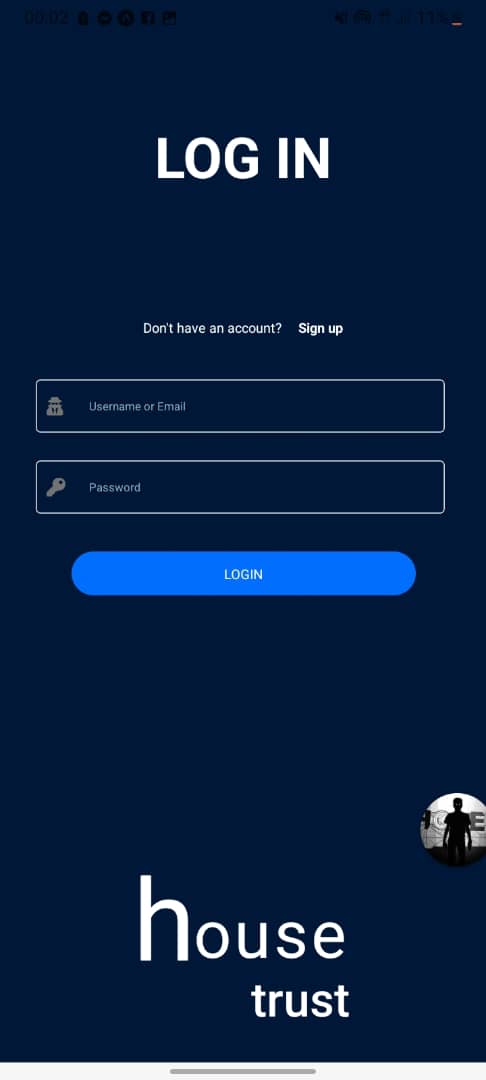 00:02 11%
LOG IN
Don't have an account? Sign up
Username or Email
Password
LOGIN
house
trust